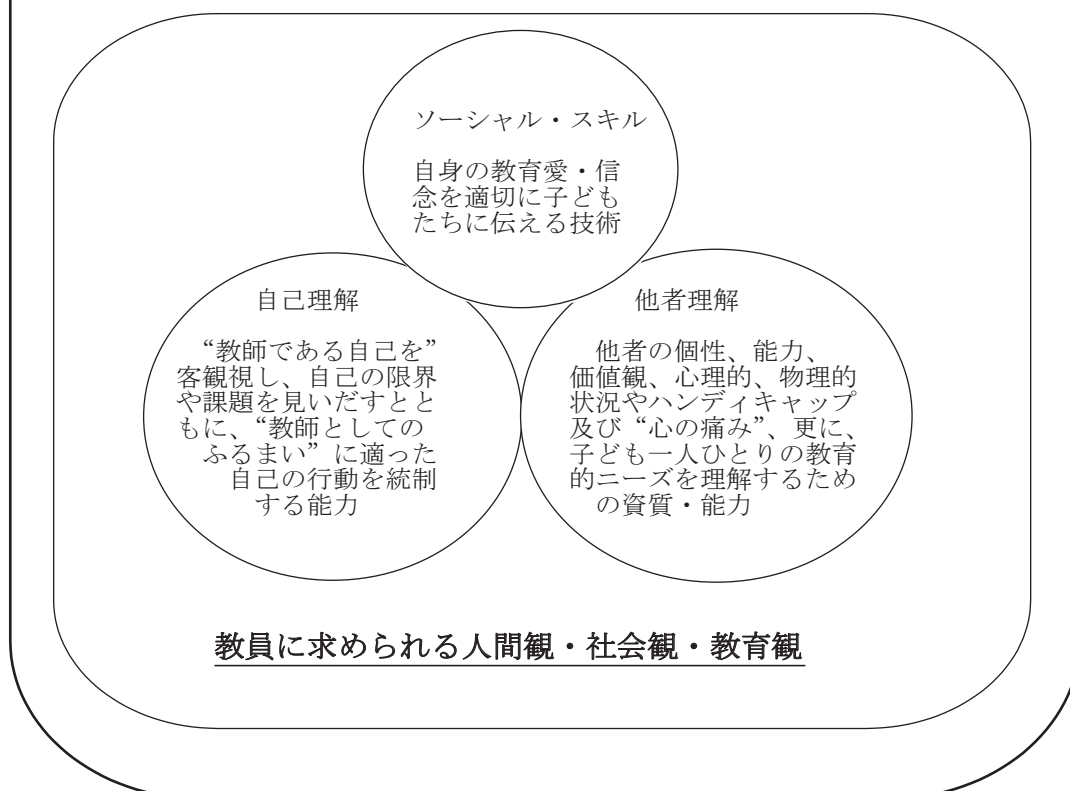 ソーシャル・スキル
自身の教育愛・信
念を適切に子ども
たちに伝える技術
自己理解
“教師である自己を”
客観視し、自己の限界
や課題を見いだすとと
もに、“教師としての
ふるまい”に適った
自己の行動を統制
する能力
他者理解
他者の個性、能力、
価値観、心理的、物理的
状況やハンディキャップ
及び“心の痛み”、更に、
子ども一人ひとりの教育
的ニーズを理解するため
の資質・能力
教員に求められる人間観・社会観・教育観